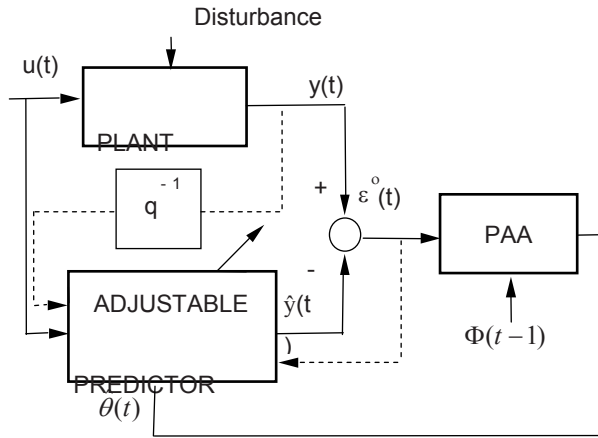 Disturbance
u(t)
y(t)
PLANT
q⁻¹
+
ε°(t)
PAA
-
ADJUSTABLE
ŷ(t
)
Φ(t−1)
PREDICTOR
θ̂(t)